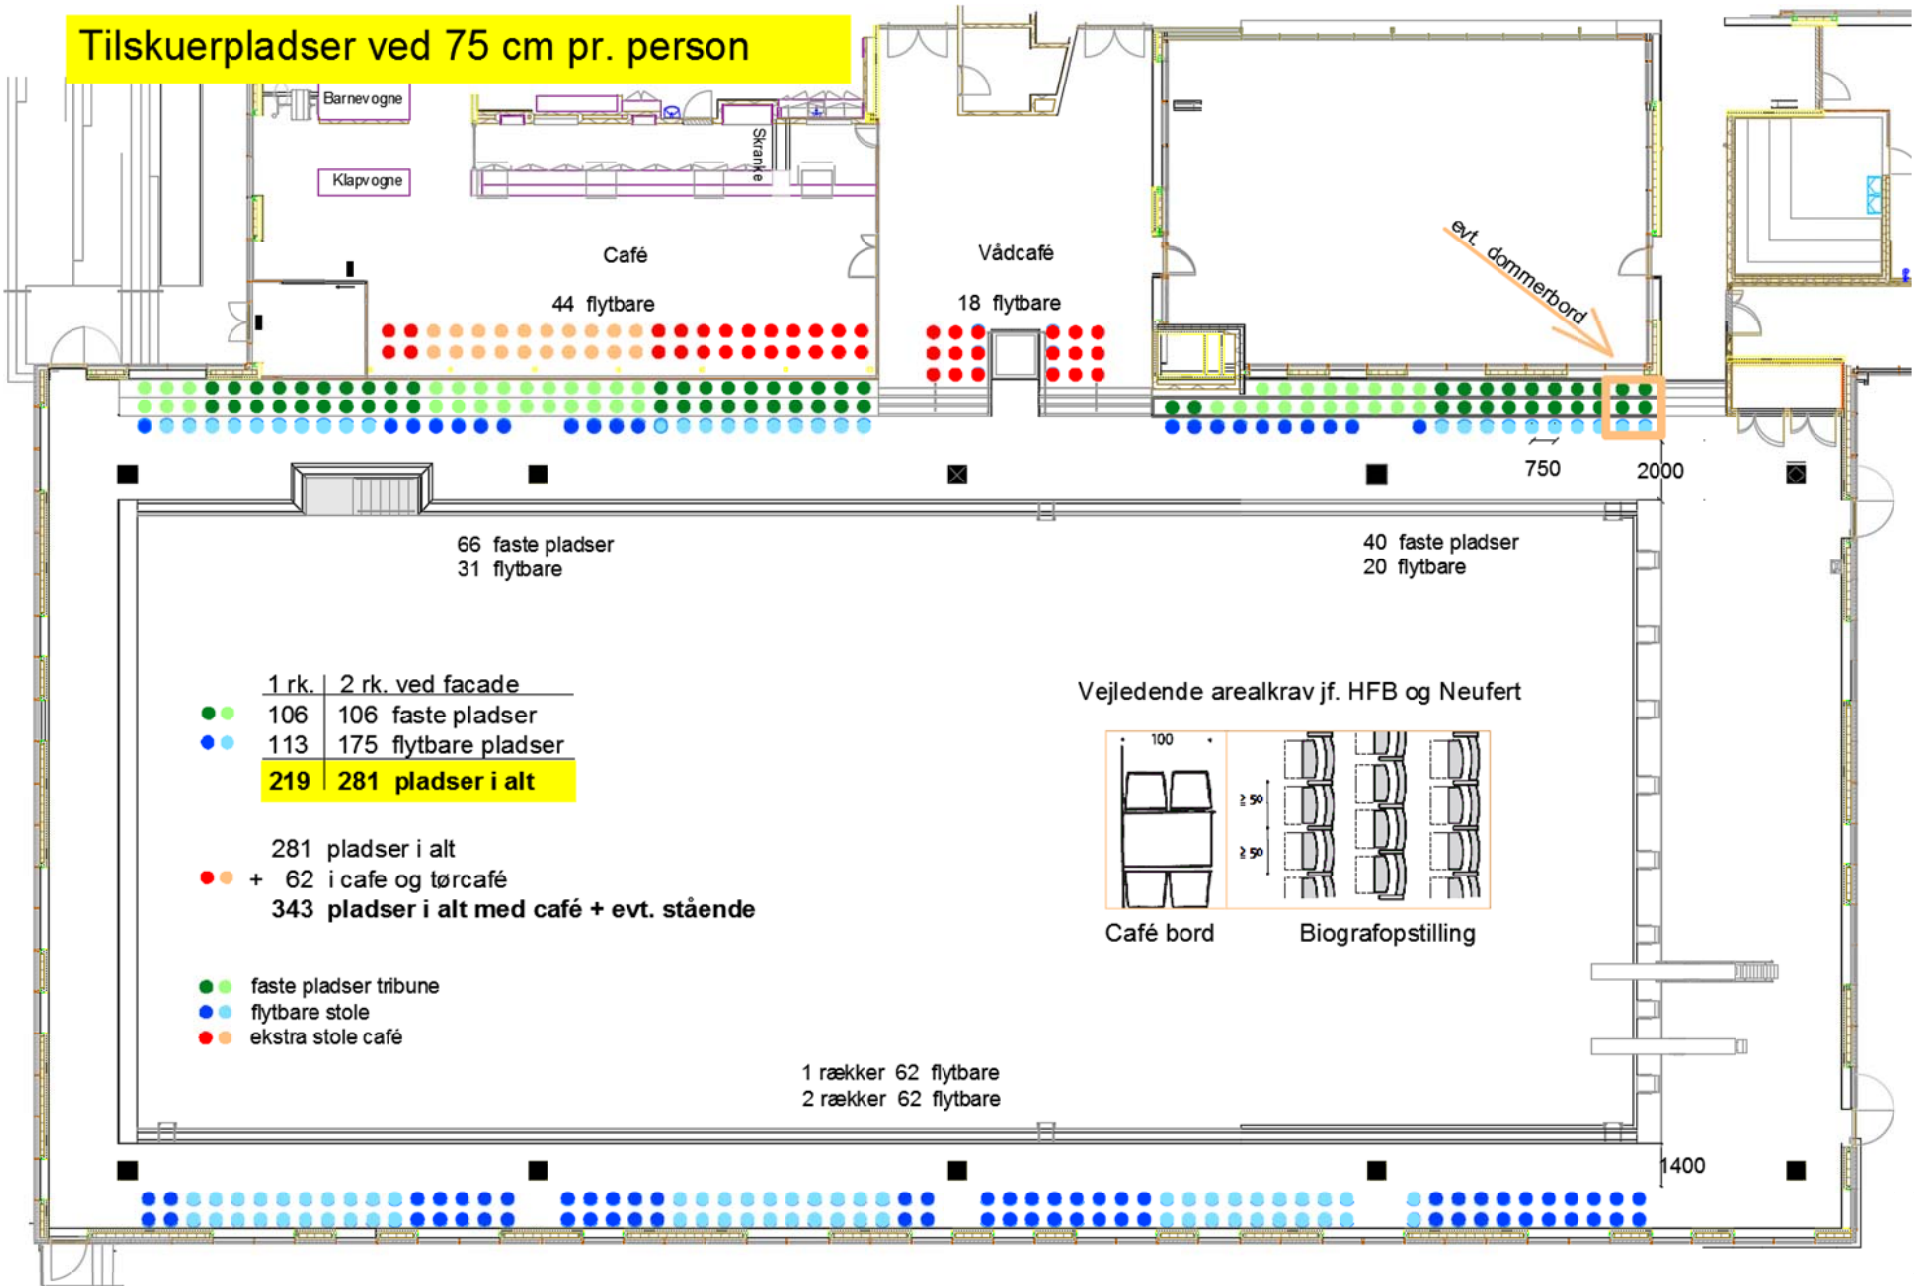 Tilskuerpladser ved 75 cm pr. person
Barnevogne
Skranke
Klapvogne
Café
44 flytbare
Vådcafé
18 flytbare
evt. dommerbord
750
2000
66 faste pladser
31 flytbare
40 faste pladser
20 flytbare
1 rk. 2 rk. ved facade
106 106 faste pladser
113 175 flytbare pladser
219 281 pladser i alt
281 pladser i alt
+ 62 i cafe og tørcafé
343 pladser i alt med café + evt. stående
faste pladser tribune
flytbare stole
ekstra stole café
Vejledende arealkrav jf. HFB og Neufert
100
≥ 50
≥ 50
Café bord
Biografopstilling
1 rækker 62 flytbare
2 rækker 62 flytbare
1400